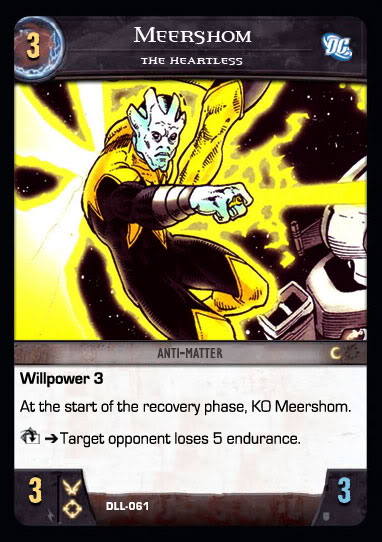 3
MEERSHOM
THE HEARTLESS
DC
ANTI-MATTER
C
Willpower 3
At the start of the recovery phase, KO Meershom.
➔ Target opponent loses 5 endurance.
3
DLL-061
3